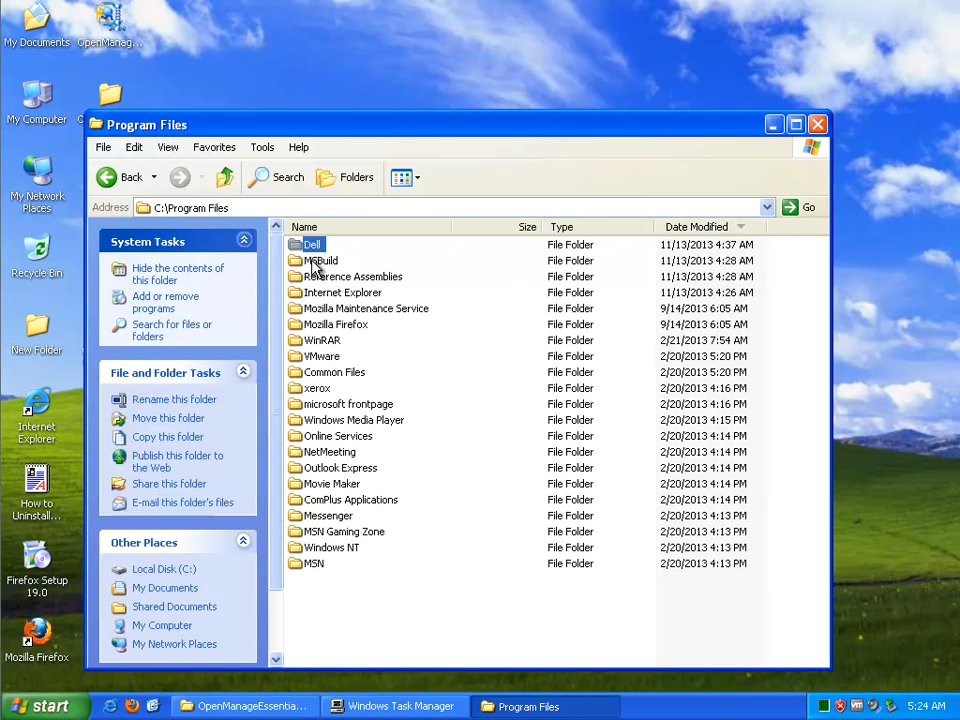 My Documents
OpenManag...
My Computer
My Network
Places
Recycle Bin
New Folder
Internet
Explorer
How to
Uninstall...
Firefox Setup
19.0
Mozilla Firefox
Program Files
File Edit View Favorites Tools Help
Back Search Folders
Address C:\Program Files Go
System Tasks
Hide the contents of
this folder
Add or remove
programs
Search for files or
folders
File and Folder Tasks
Rename this folder
Move this folder
Copy this folder
Publish this folder to
the Web
Share this folder
E-mail this folder's files
Other Places
Local Disk (C:)
My Documents
Shared Documents
My Computer
My Network Places
Name Size Type Date Modified
Dell File Folder 11/13/2013 4:37 AM
MSBuild File Folder 11/13/2013 4:28 AM
Reference Assemblies File Folder 11/13/2013 4:28 AM
Internet Explorer File Folder 11/13/2013 4:26 AM
Mozilla Maintenance Service File Folder 9/14/2013 6:05 AM
Mozilla Firefox File Folder 9/14/2013 6:05 AM
WinRAR File Folder 2/21/2013 7:54 AM
VMware File Folder 2/20/2013 5:20 PM
Common Files File Folder 2/20/2013 5:20 PM
xerox File Folder 2/20/2013 4:16 PM
microsoft frontpage File Folder 2/20/2013 4:16 PM
Windows Media Player File Folder 2/20/2013 4:15 PM
Online Services File Folder 2/20/2013 4:14 PM
NetMeeting File Folder 2/20/2013 4:14 PM
Outlook Express File Folder 2/20/2013 4:14 PM
Movie Maker File Folder 2/20/2013 4:14 PM
ComPlus Applications File Folder 2/20/2013 4:14 PM
Messenger File Folder 2/20/2013 4:13 PM
MSN Gaming Zone File Folder 2/20/2013 4:13 PM
Windows NT File Folder 2/20/2013 4:13 PM
MSN File Folder 2/20/2013 4:13 PM
start OpenManageEssentia... Windows Task Manager Program Files 5:24 AM